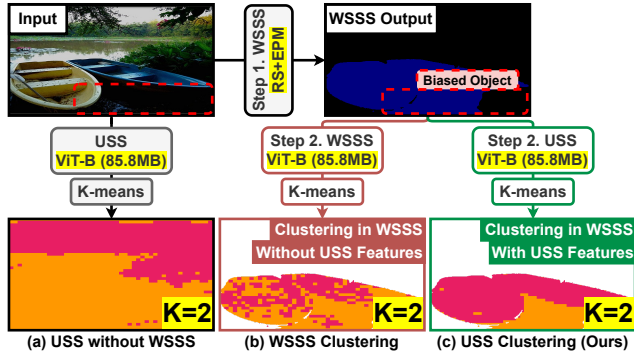 Input
Step 1. WSSS
RS+EPM
WSSS Output
Biased Object
USS
ViT-B (85.8MB)
K-means
Step 2. WSSS
ViT-B (85.8MB)
K-means
Step 2. USS
ViT-B (85.8MB)
K-means
K=2
Clustering in WSSS
Without USS Features
K=2
Clustering in WSSS
With USS Features
K=2
(a) USS without WSSS
(b) WSSS Clustering
(c) USS Clustering (Ours)